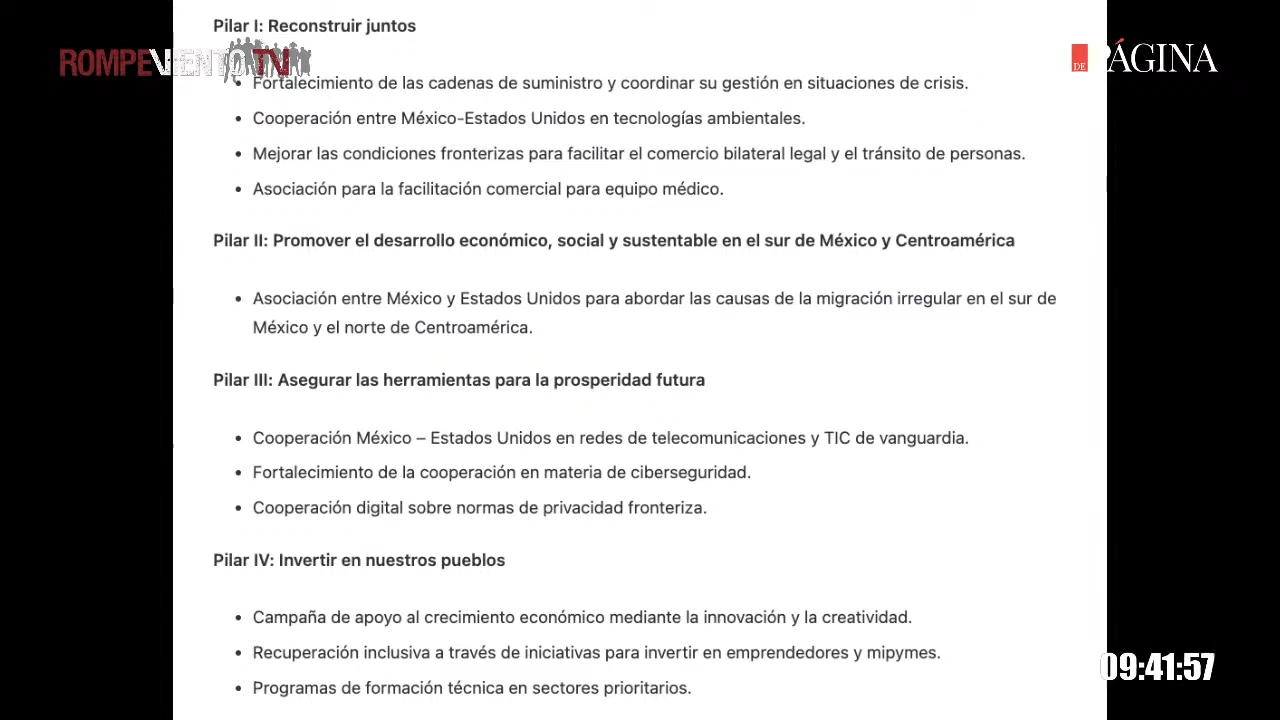 Pilar I: Reconstruir juntos
ROMPEVIENTO TV
DE PÁGINA
• Fortalecimiento de las cadenas de suministro y coordinar su gestión en situaciones de crisis.
• Cooperación entre México-Estados Unidos en tecnologías ambientales.
• Mejorar las condiciones fronterizas para facilitar el comercio bilateral legal y el tránsito de personas.
• Asociación para la facilitación comercial para equipo médico.
Pilar II: Promover el desarrollo económico, social y sustentable en el sur de México y Centroamérica
• Asociación entre México y Estados Unidos para abordar las causas de la migración irregular en el sur de
México y el norte de Centroamérica.
Pilar III: Asegurar las herramientas para la prosperidad futura
• Cooperación México – Estados Unidos en redes de telecomunicaciones y TIC de vanguardia.
• Fortalecimiento de la cooperación en materia de ciberseguridad.
• Cooperación digital sobre normas de privacidad fronteriza.
Pilar IV: Invertir en nuestros pueblos
• Campaña de apoyo al crecimiento económico mediante la innovación y la creatividad.
• Recuperación inclusiva a través de iniciativas para invertir en emprendedores y mipymes.
• Programas de formación técnica en sectores prioritarios.
09:41:57